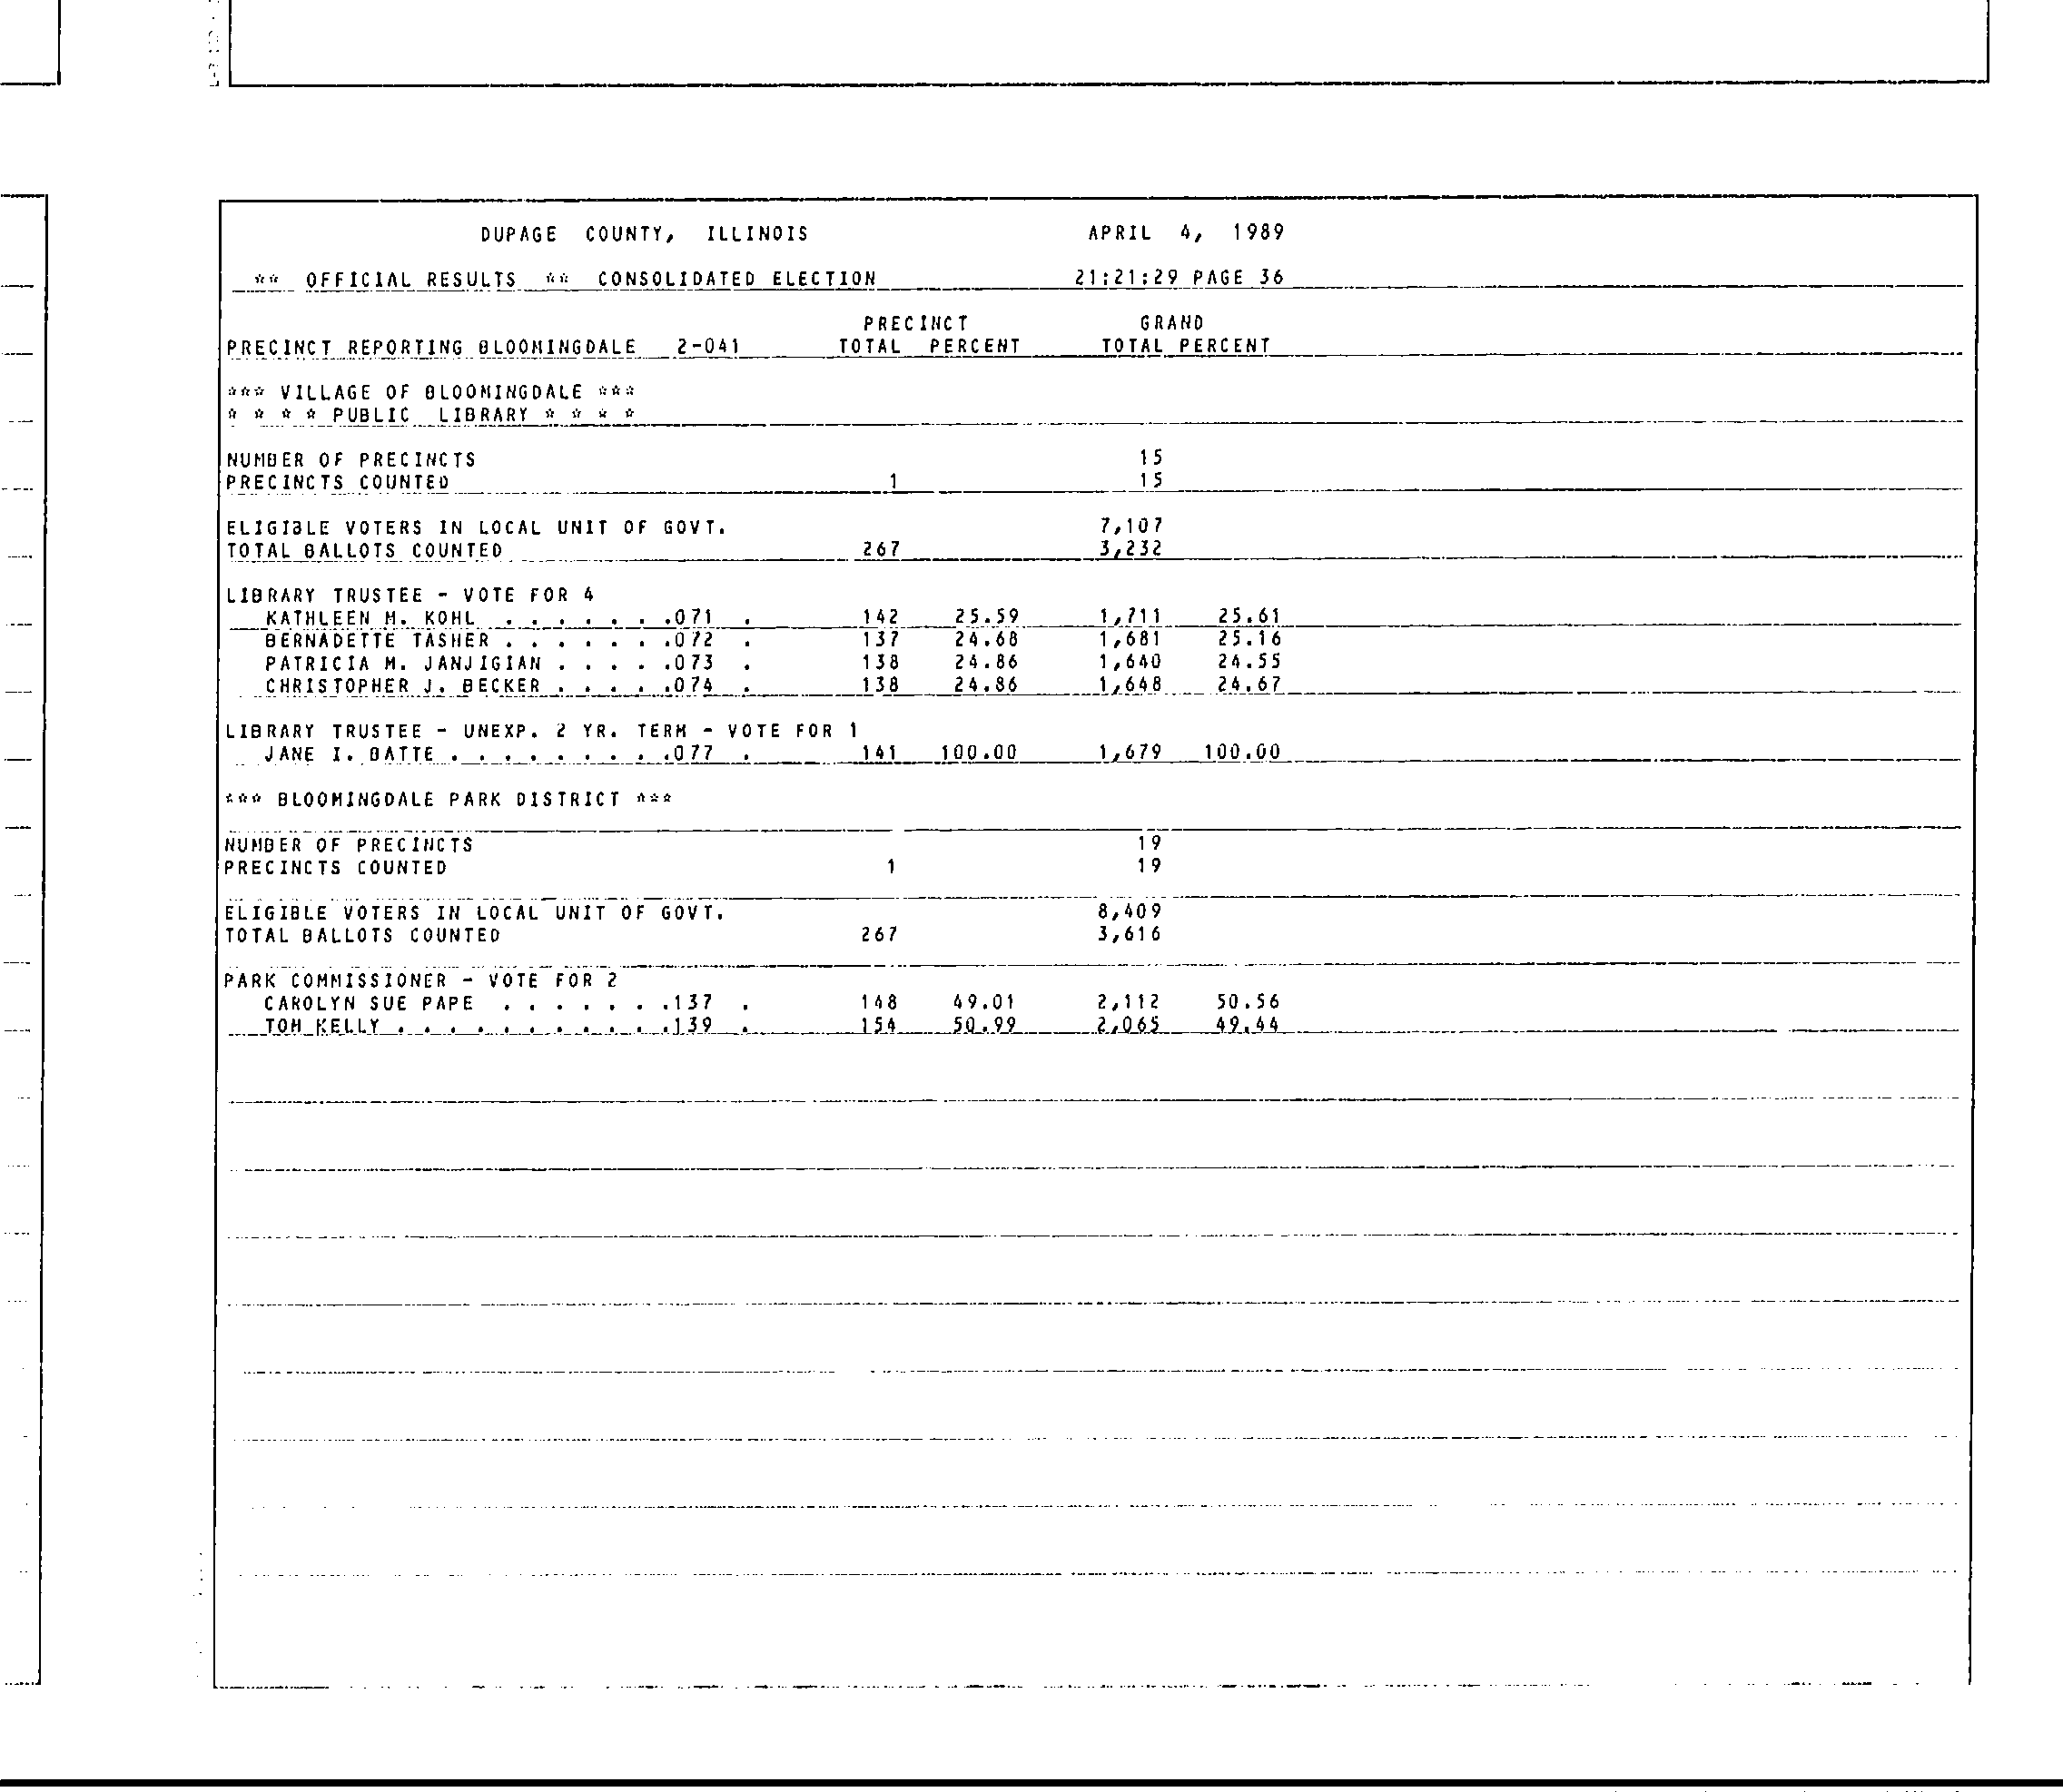 DUPAGE COUNTY, ILLINOIS APRIL 4, 1989
** OFFICIAL RESULTS ** CONSOLIDATED ELECTION 21:21:29 PAGE 36
PRECINCT GRAND
PRECINCT REPORTING BLOOMINGDALE 2-041 TOTAL PERCENT TOTAL PERCENT
*** VILLAGE OF BLOOMINGDALE ***
* * * * PUBLIC LIBRARY * * * *
NUMBER OF PRECINCTS 15
PRECINCTS COUNTED 1 15
ELIGIBLE VOTERS IN LOCAL UNIT OF GOVT. 7,107
TOTAL BALLOTS COUNTED 267 3,232
LIBRARY TRUSTEE - VOTE FOR 4
KATHLEEN M. KOHL . . . . . . .071 . 142 25.59 1,711 25.61
BERNADETTE TASHER . . . . . . .072 . 137 24.68 1,681 25.16
PATRICIA M. JANJIGIAN . . . . .073 . 138 24.86 1,640 24.55
CHRISTOPHER J. BECKER . . . . .074 . 138 24.86 1,648 24.67
LIBRARY TRUSTEE - UNEXP. 2 YR. TERM - VOTE FOR 1
JANE I. BATTE . . . . . . . . .077 . 141 100.00 1,679 100.00
*** BLOOMINGDALE PARK DISTRICT ***
NUMBER OF PRECINCTS 19
PRECINCTS COUNTED 1 19
ELIGIBLE VOTERS IN LOCAL UNIT OF GOVT. 8,409
TOTAL BALLOTS COUNTED 267 3,616
PARK COMMISSIONER - VOTE FOR 2
CAROLYN SUE PAPE . . . . . . .137 . 148 49.01 2,112 50.56
TOM KELLY . . . . . . . . . . .139 . 154 50.99 2,065 49.44